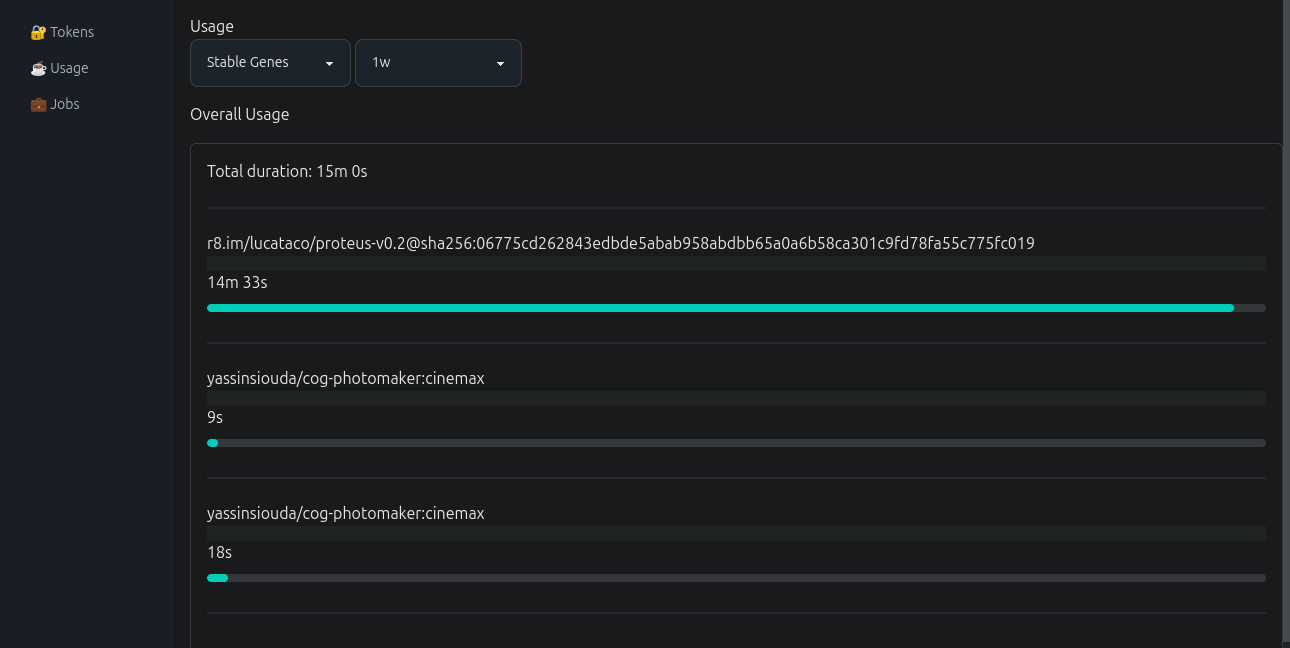 🔐 Tokens
☕ Usage
💼 Jobs
Usage
Stable Genes
1w
Overall Usage
Total duration: 15m 0s
r8.im/lucataco/proteus-v0.2@sha256:06775cd262843edbde5abab958abdbb65a0a6b58ca301c9fd78fa55c775fc019
14m 33s
yassinsiouda/cog-photomaker:cinemax
9s
yassinsiouda/cog-photomaker:cinemax
18s